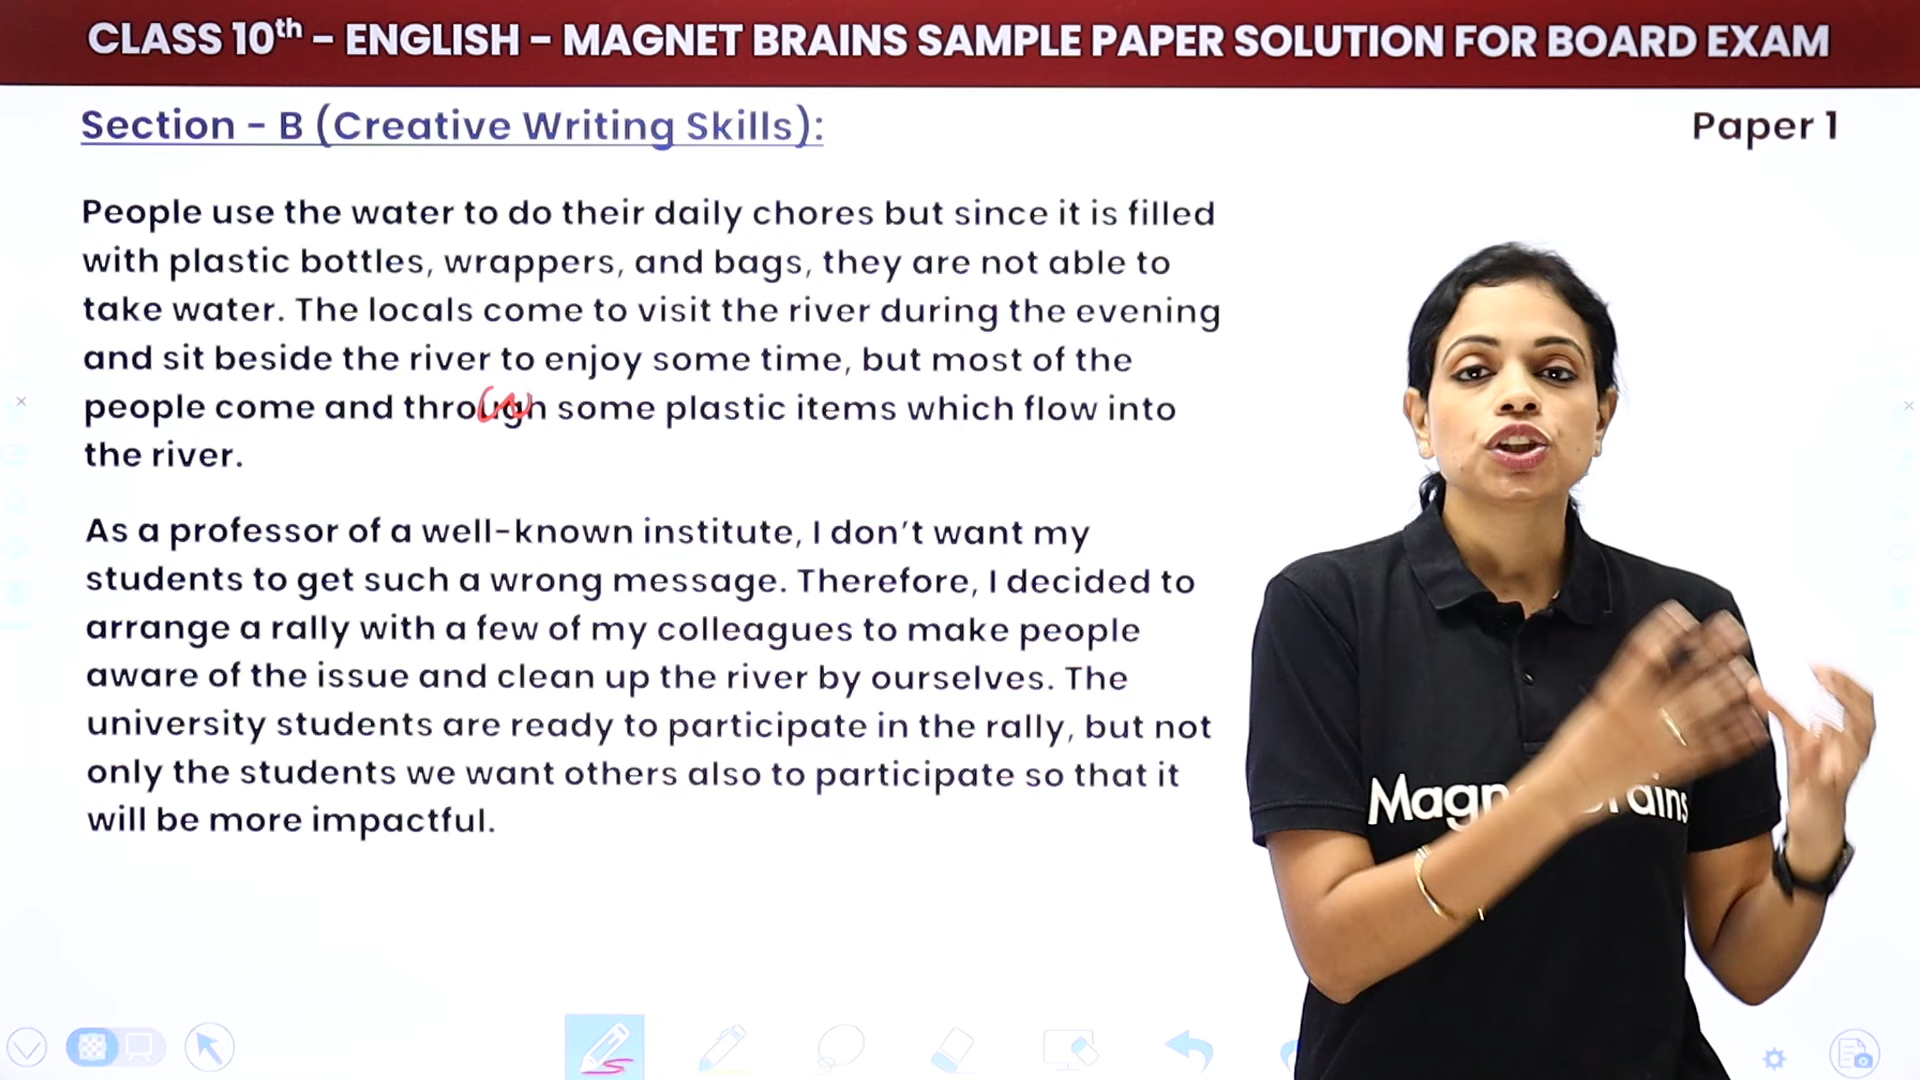 CLASS 10th - ENGLISH - MAGNET BRAINS SAMPLE PAPER SOLUTION FOR BOARD EXAM
Section - B (Creative Writing Skills):
Paper 1
People use the water to do their daily chores but since it is filled
with plastic bottles, wrappers, and bags, they are not able to
take water. The locals come to visit the river during the evening
and sit beside the river to enjoy some time, but most of the
people come and through some plastic items which flow into
the river.
As a professor of a well-known institute, I don't want my
students to get such a wrong message. Therefore, I decided to
arrange a rally with a few of my colleagues to make people
aware of the issue and clean up the river by ourselves. The
university students are ready to participate in the rally, but not
only the students we want others also to participate so that it
will be more impactful.